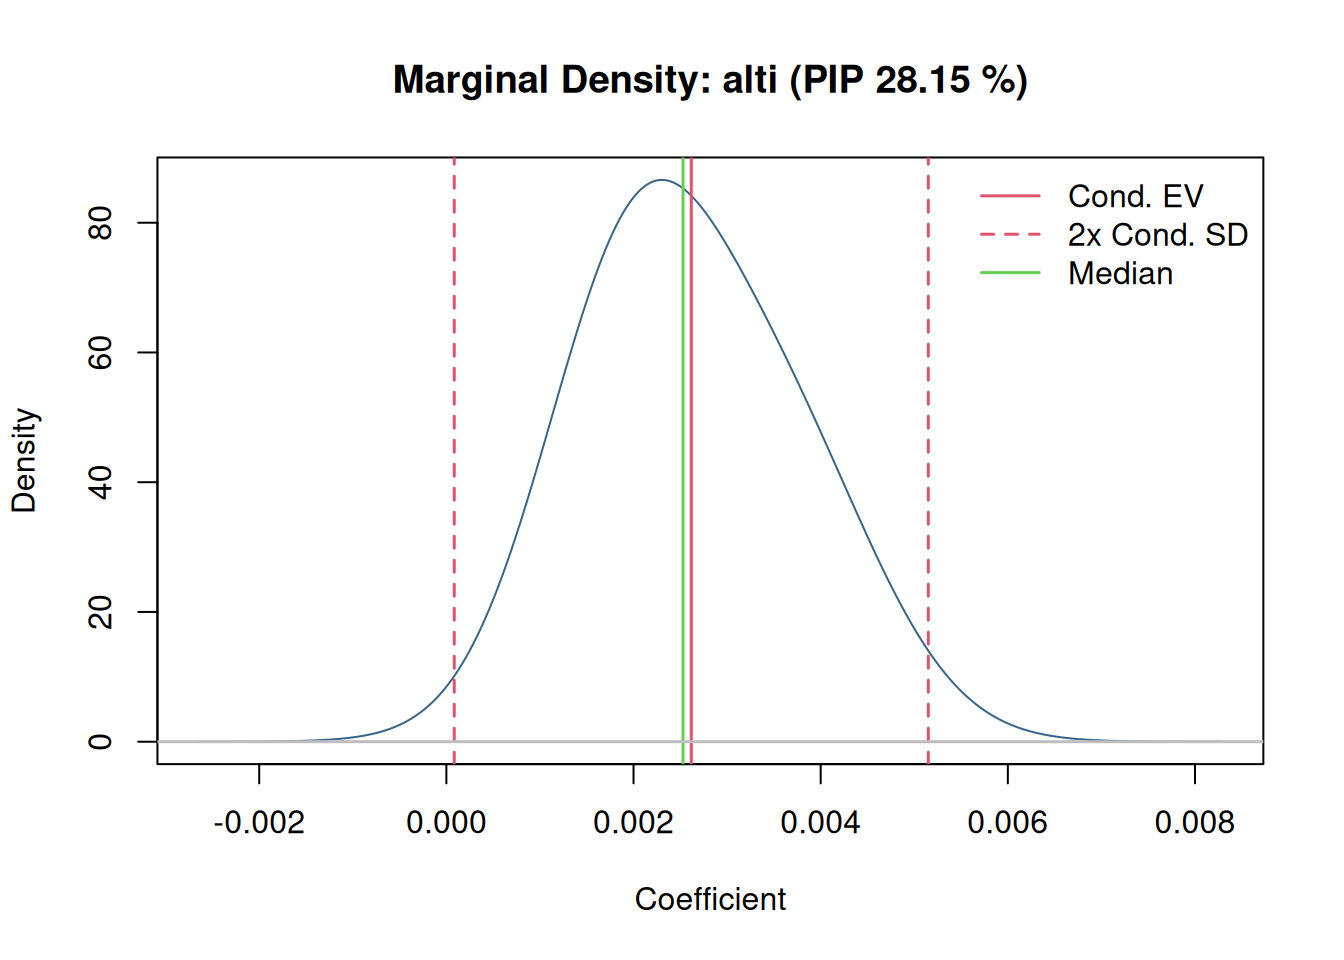 Marginal Density: alti (PIP 28.15 %)
Cond. EV
2x Cond. SD
Median
80
60
40
20
0
Density
-0.002 0.000 0.002 0.004 0.006 0.008
Coefficient